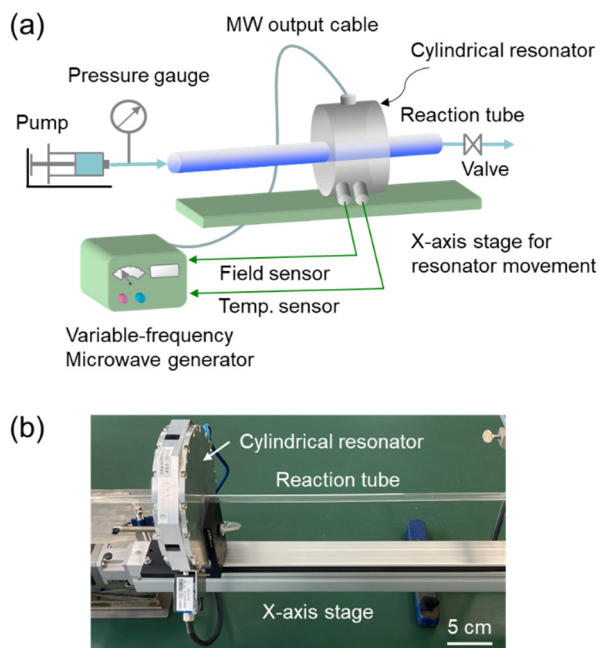 (a)
MW output cable
Cylindrical resonator
Pressure gauge
Reaction tube
Pump
Valve
X-axis stage for
resonator movement
Field sensor
Temp. sensor
Variable-frequency
Microwave generator
(b)
Cylindrical resonator
Reaction tube
X-axis stage
5 cm